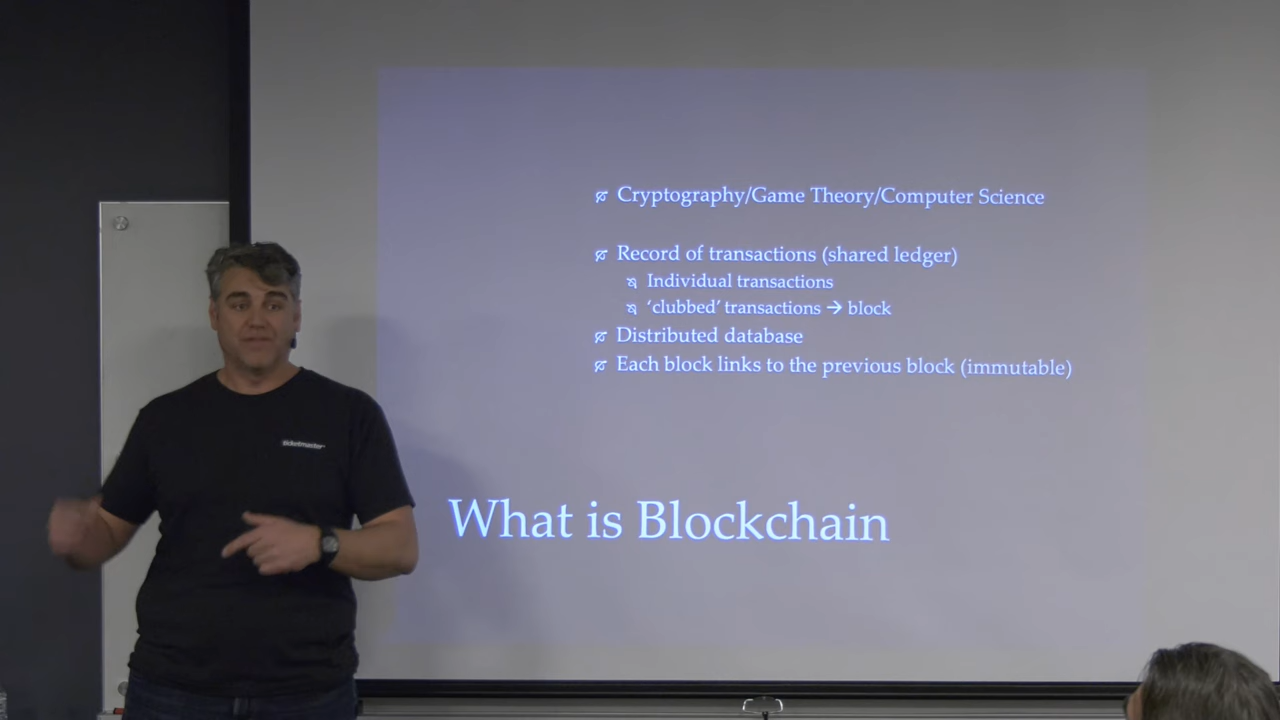 Cryptography/Game Theory/Computer Science
Record of transactions (shared ledger)
Individual transactions
‘clubbed’ transactions → block
Distributed database
Each block links to the previous block (immutable)
ticketmaster
What is Blockchain